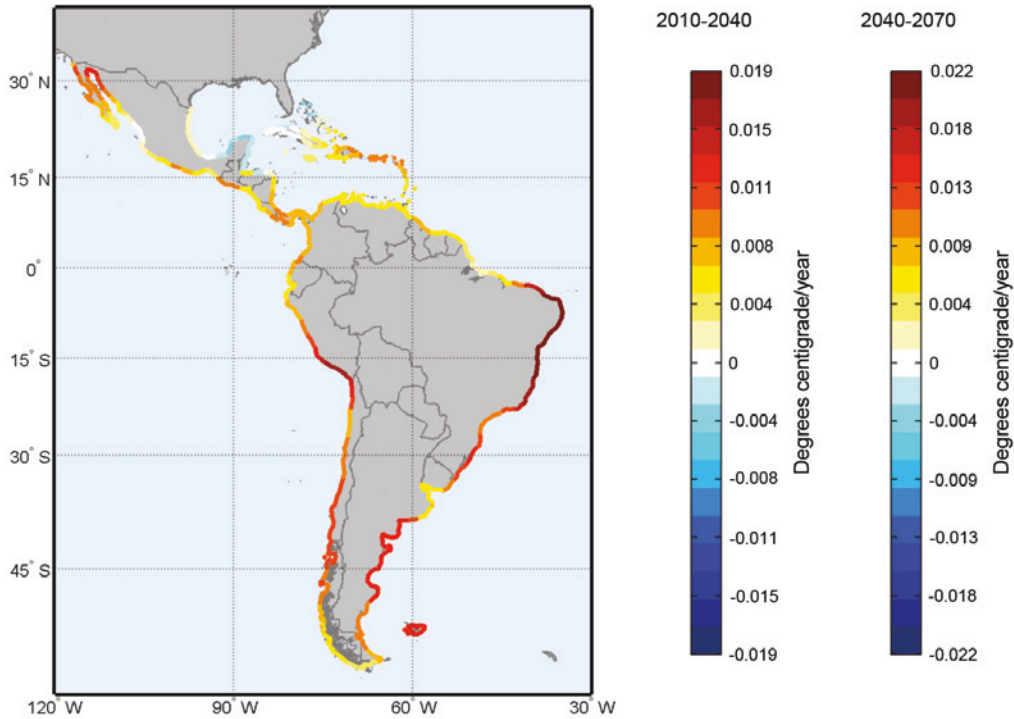 30° N
15° N
0°
15° S
30° S
45° S
120° W
90° W
60° W
30° W
2010-2040
0.019
0.015
0.011
0.008
0.004
0
-0.004
-0.008
-0.011
-0.015
-0.019
Degrees centigrade/year
2040-2070
0.022
0.018
0.013
0.009
0.004
0
-0.004
-0.009
-0.013
-0.018
-0.022
Degrees centigrade/year